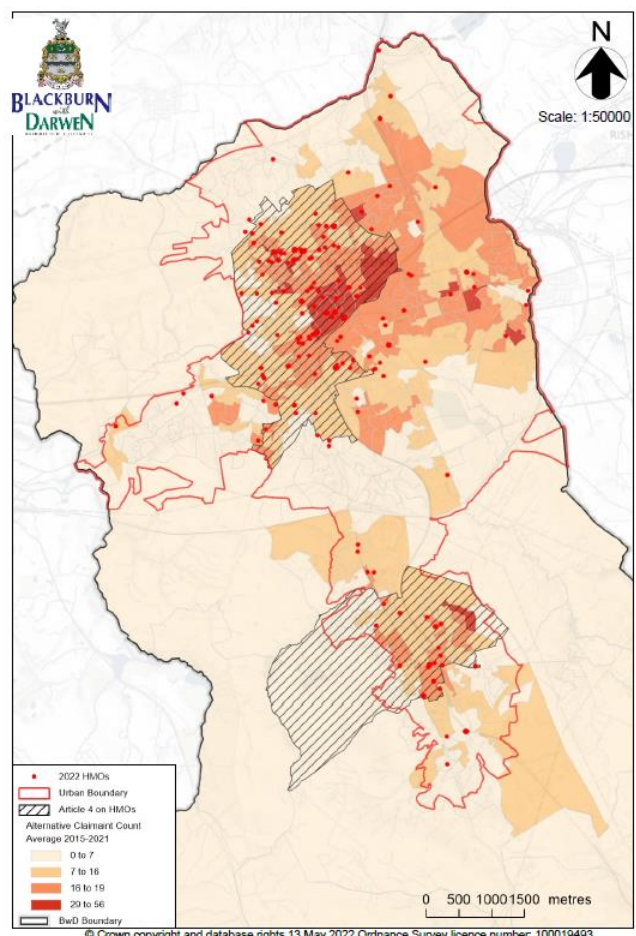 BLACKBURN
with
DARWEN
N
Scale: 1:50000
RISH
2022 HMOs
Urban Boundary
Article 4 on HMOs
Alternative Claimaint Count
Average 2015-2021
0 to 7
7 to 16
16 to 19
20 to 56
BwD Boundary
0 500 1000 1500 metres
© Crown copyright and database rights 13 May 2022 Ordnance Survey licence number: 100019493